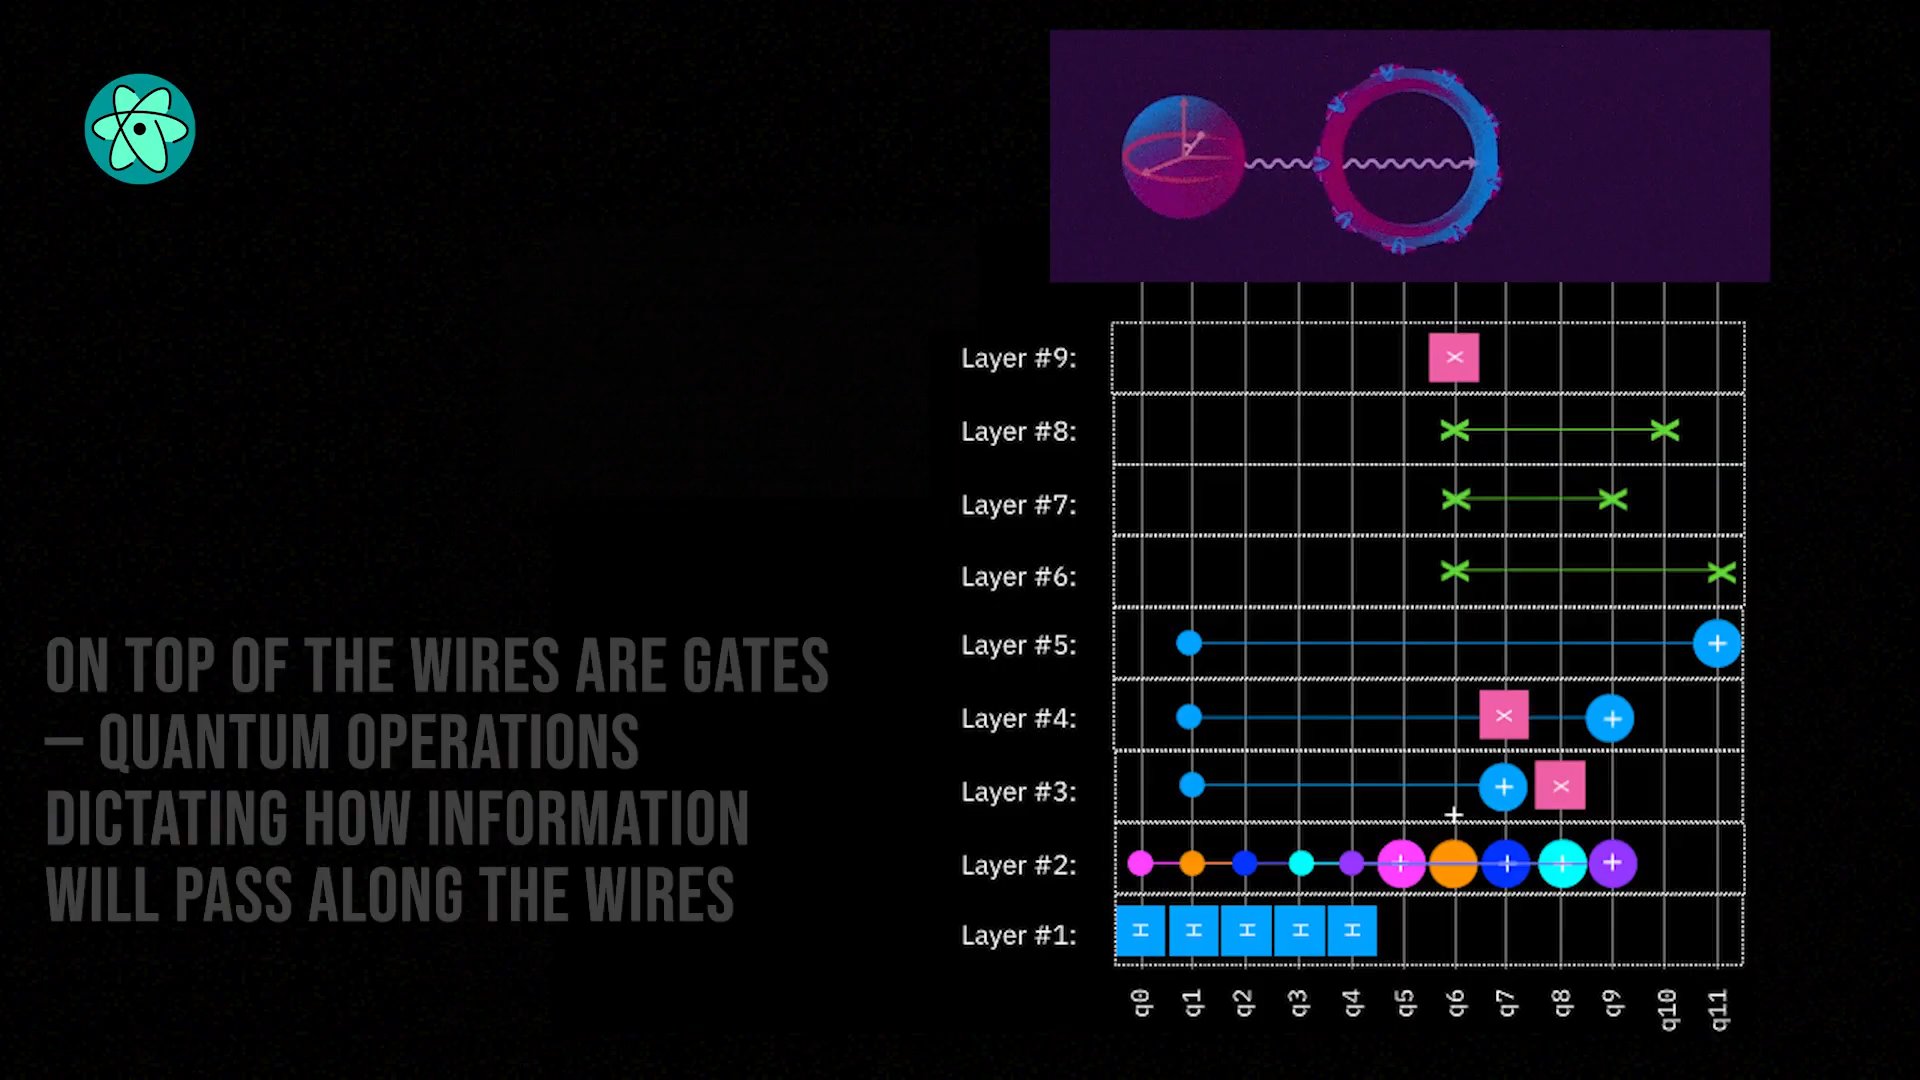 Layer #9:
X
Layer #8:
Layer #7:
Layer #6:
Layer #5:
+
Layer #4:
X +
Layer #3:
+ X
+
Layer #2:
+ + + +
Layer #1:
H H H H H
q0 q1 q2 q3 q4 q5 q6 q7 q8 q9 q10 q11
ON TOP OF THE WIRES ARE GATES
– QUANTUM OPERATIONS
DICTATING HOW INFORMATION
WILL PASS ALONG THE WIRES